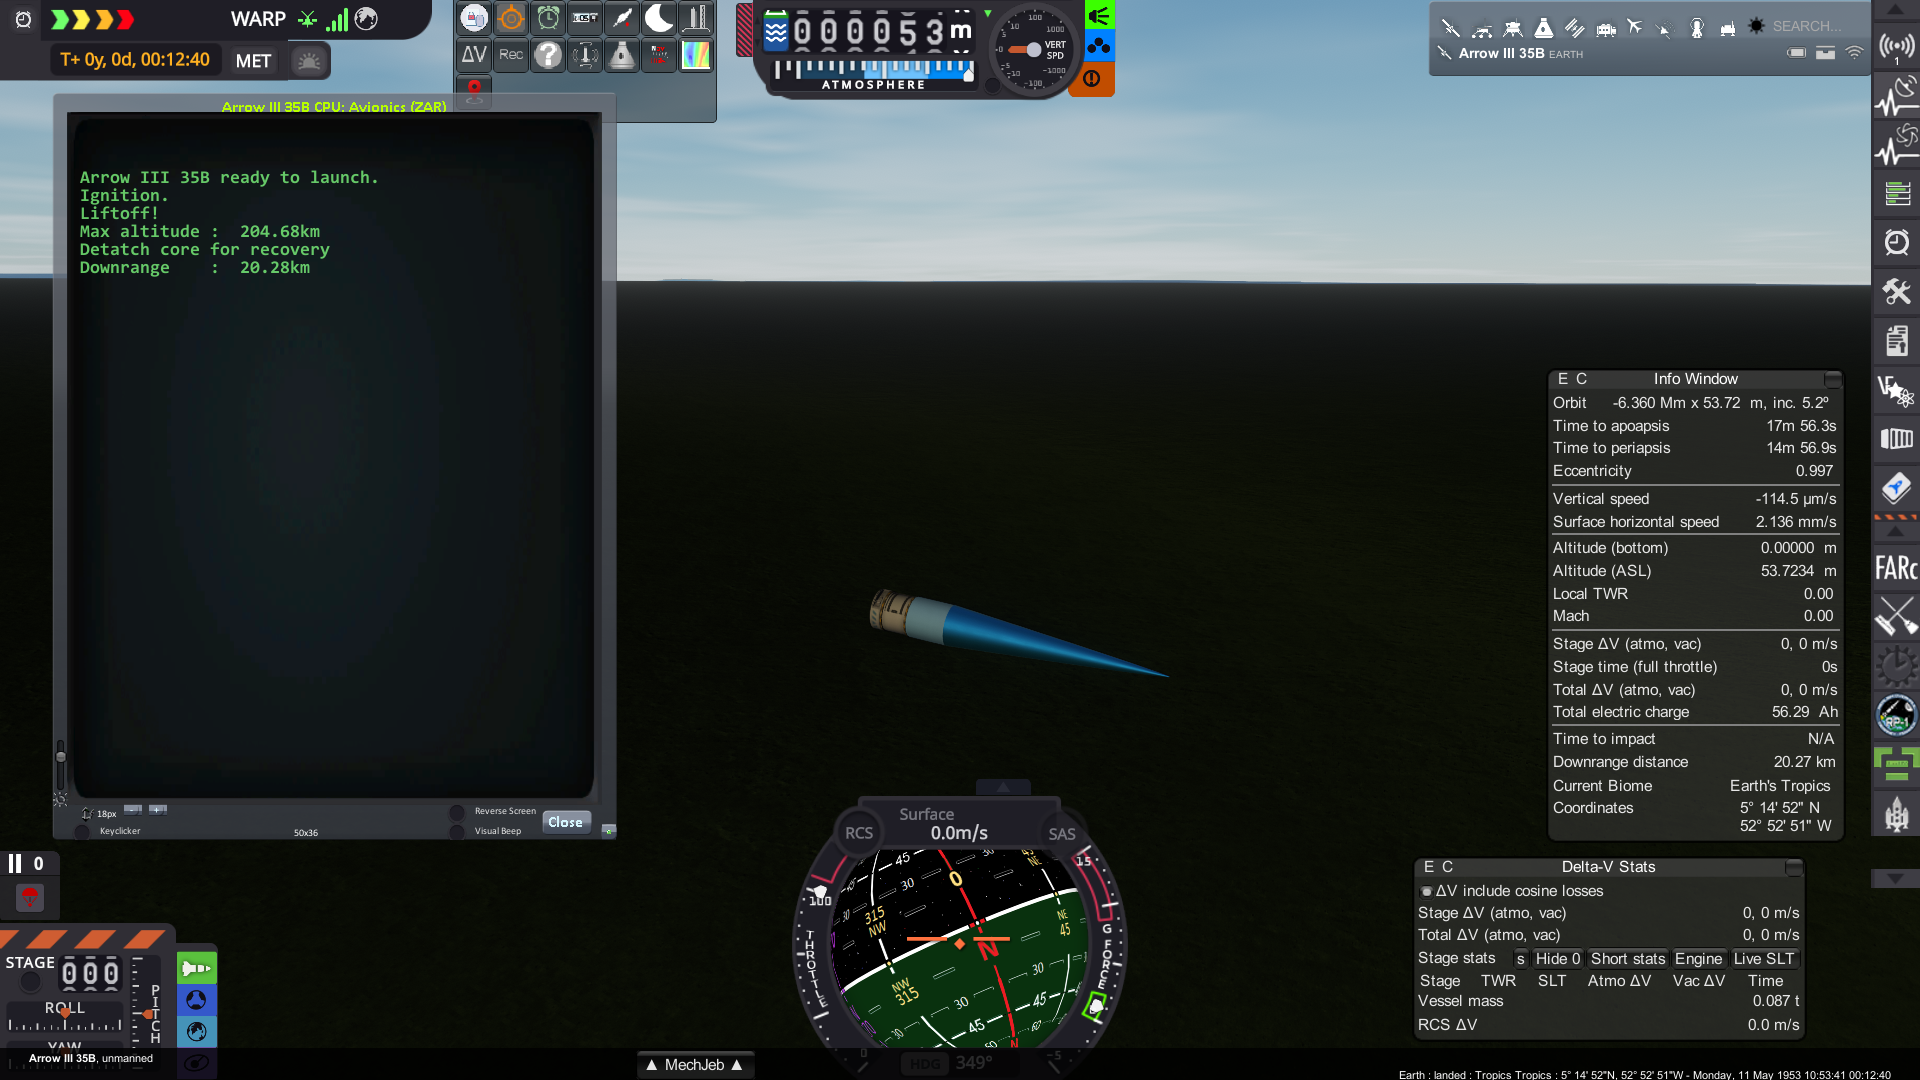 WARP
T+ 0y, 0d, 00:12:40 MET
ΔV Rec
000053 m
VERT SPD
ATMOSPHERE
SEARCH...
Arrow III 35B EARTH
1
Arrow III 35B CPU: Avionics (ZAR)
Arrow III 35B ready to launch.
Ignition.
Liftoff!
Max altitude : 204.68km
Detatch core for recovery
Downrange : 20.28km
18px
Keyclicker
50x36
Reverse Screen
Visual Beep
Close
E C Info Window
Orbit -6.360 Mm x 53.72 m, inc. 5.2º
Time to apoapsis 17m 56.3s
Time to periapsis 14m 56.9s
Eccentricity 0.997
Vertical speed -114.5 µm/s
Surface horizontal speed 2.136 mm/s
Altitude (bottom) 0.00000 m
Altitude (ASL) 53.7234 m
Local TWR 0.00
Mach 0.00
Stage ΔV (atmo, vac) 0, 0 m/s
Stage time (full throttle) 0s
Total ΔV (atmo, vac) 0, 0 m/s
Total electric charge 56.29 Ah
Time to impact N/A
Downrange distance 20.27 km
Current Biome Earth's Tropics
Coordinates 5° 14' 52" N
52° 52' 51" W
FARc
RP-1
E C Delta-V Stats
ΔV include cosine losses
Stage ΔV (atmo, vac) 0, 0 m/s
Total ΔV (atmo, vac) 0, 0 m/s
Stage stats s Hide 0 Short stats Engine Live SLT
Stage TWR SLT Atmo ΔV Vac ΔV Time
Vessel mass 0.087 t
RCS ΔV 0.0 m/s
0
STAGE 000
ROLL
PITCH
YAW
Arrow III 35B, unmanned
Surface
0.0m/s
RCS SAS
THROTTLE
100
G FORCE
15
HDG 349°
▲ MechJeb ▲
Earth : landed : Tropics Tropics : 5° 14' 52"N, 52° 52' 51"W - Monday, 11 May 1953 10:53:41 00:12:40